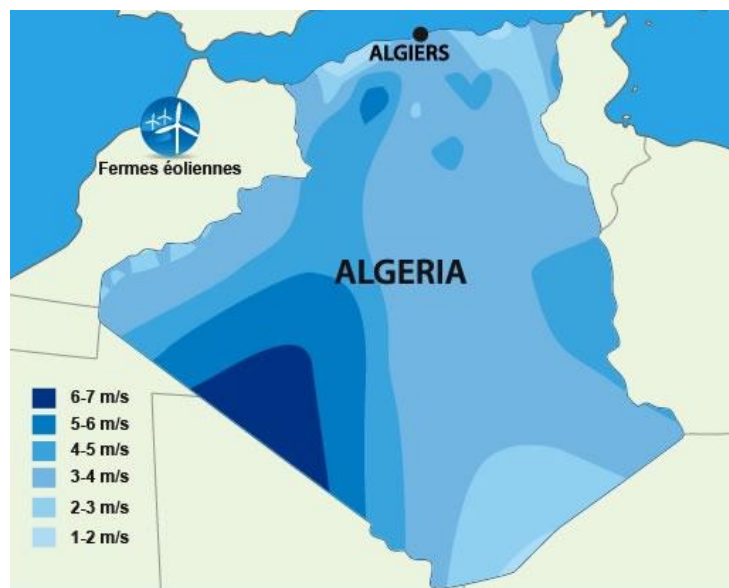 ALGIERS
Fermes éoliennes
ALGERIA
6-7 m/s
5-6 m/s
4-5 m/s
3-4 m/s
2-3 m/s
1-2 m/s